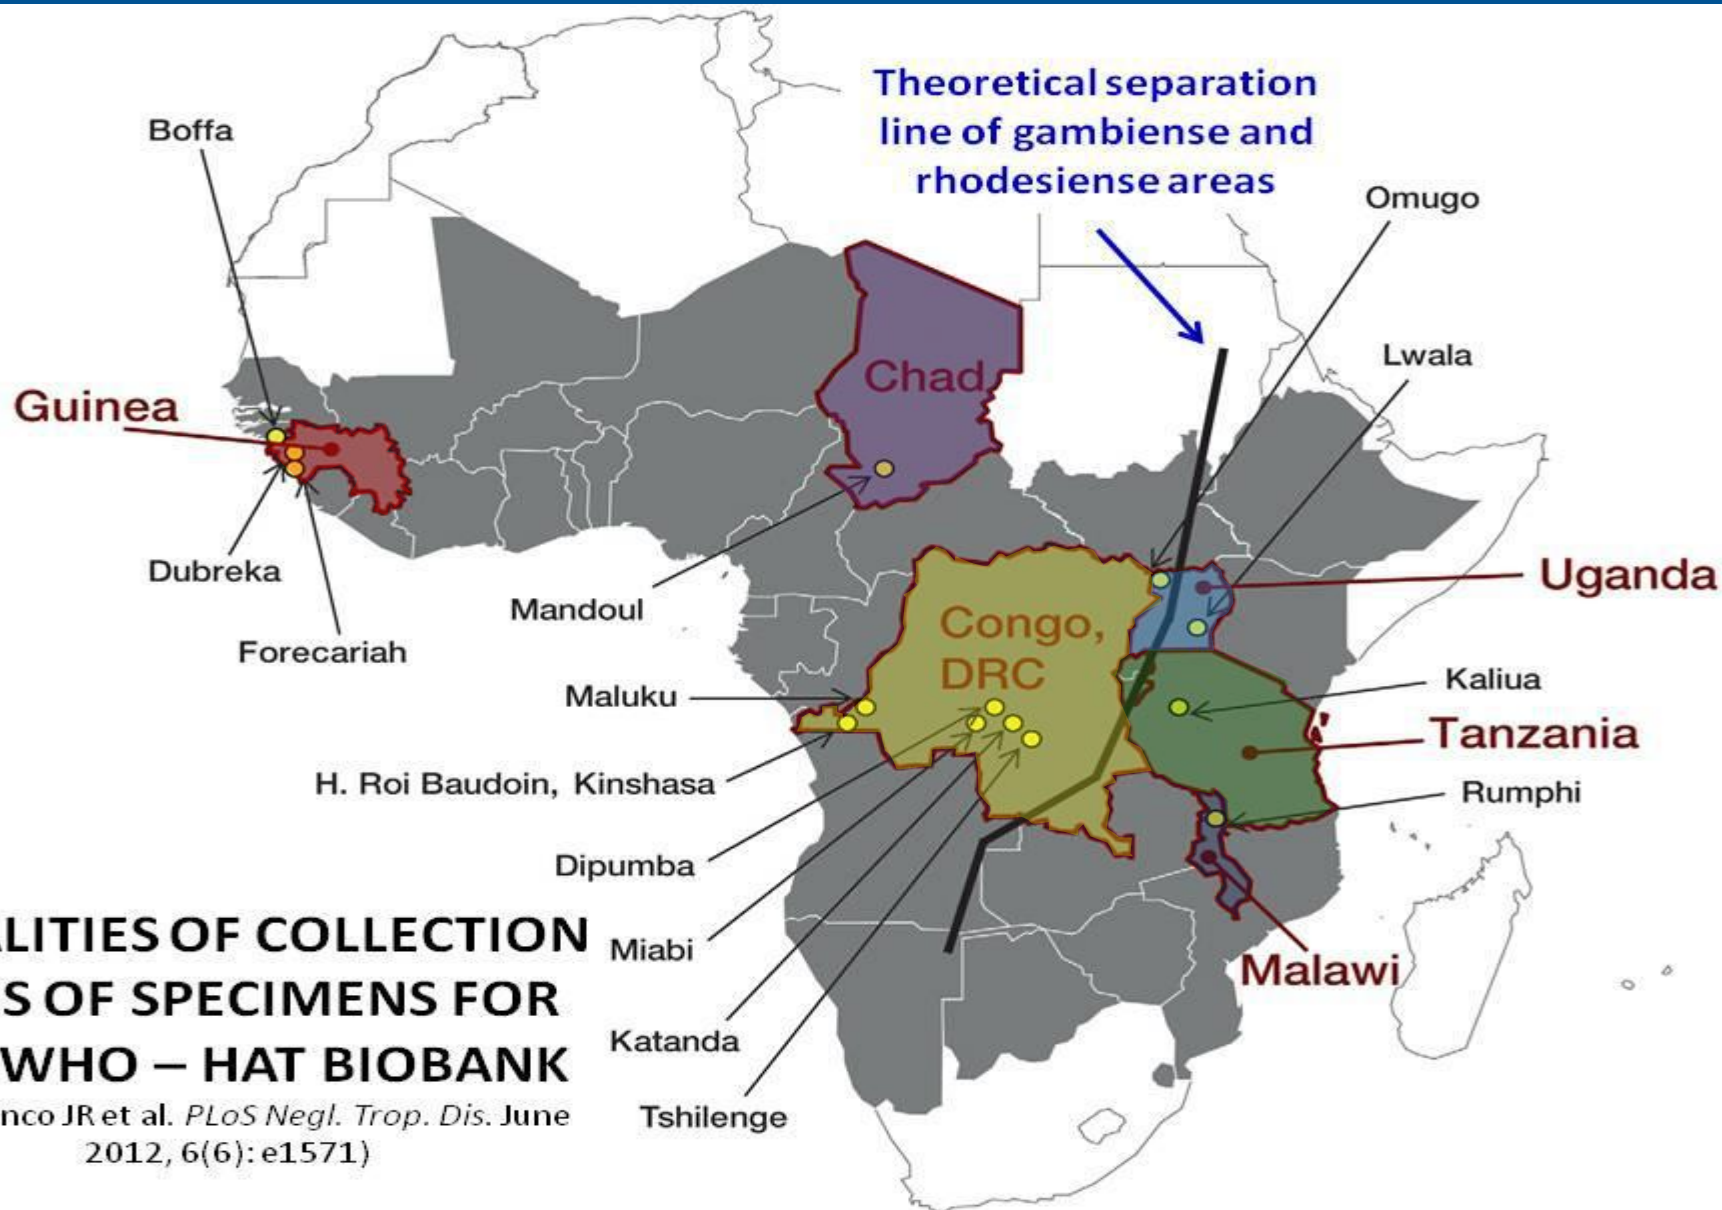 Theoretical separation
line of gambiense and
rhodesiense areas
Boffa
Omugo
Lwala
Guinea
Chad
Dubreka
Mandoul
Forecariah
Uganda
Congo,
DRC
Maluku
Kaliua
Tanzania
H. Roi Baudoin, Kinshasa
Rumphi
Dipumba
Miabi
Malawi
Katanda
Tshilenge
LITIES OF COLLECTION
S OF SPECIMENS FOR
WHO – HAT BIOBANK
nco JR et al. PLoS Negl. Trop. Dis. June
2012, 6(6): e1571)